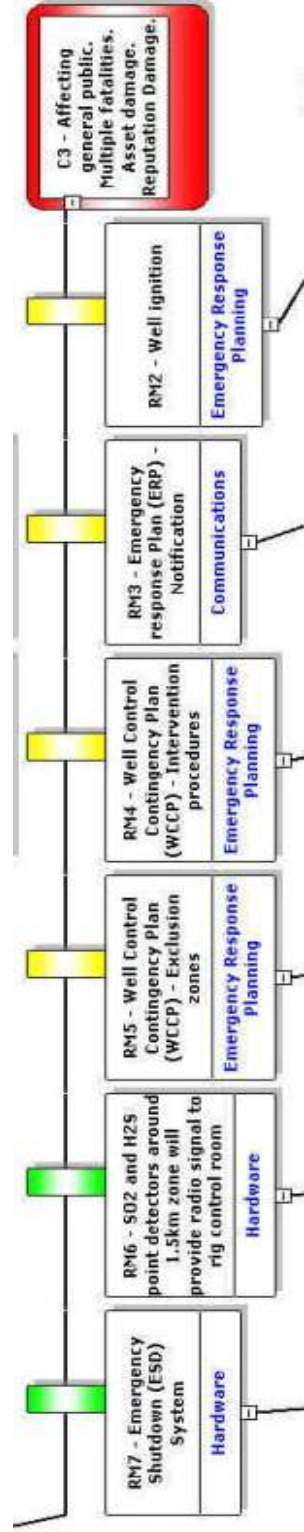 C3 - Affecting
general public.
Multiple fatalities.
Asset damage.
Reputation Damage.
RM2 - Well ignition
Emergency Response
Planning
RM3 - Emergency
response Plan (ERP) -
Notification
Communications
RM4 - Well Control
Contingency Plan
(WCCP) - Intervention
procedures
Emergency Response
Planning
RM5 - Well Control
Contingency Plan
(WCCP) - Exclusion
zones
Emergency Response
Planning
RM6 - SO2 and H2S
point detectors around
1.5km zone will
provide radio signal to
rig control room
Hardware
RM7 - Emergency
Shutdown (ESD)
System
Hardware